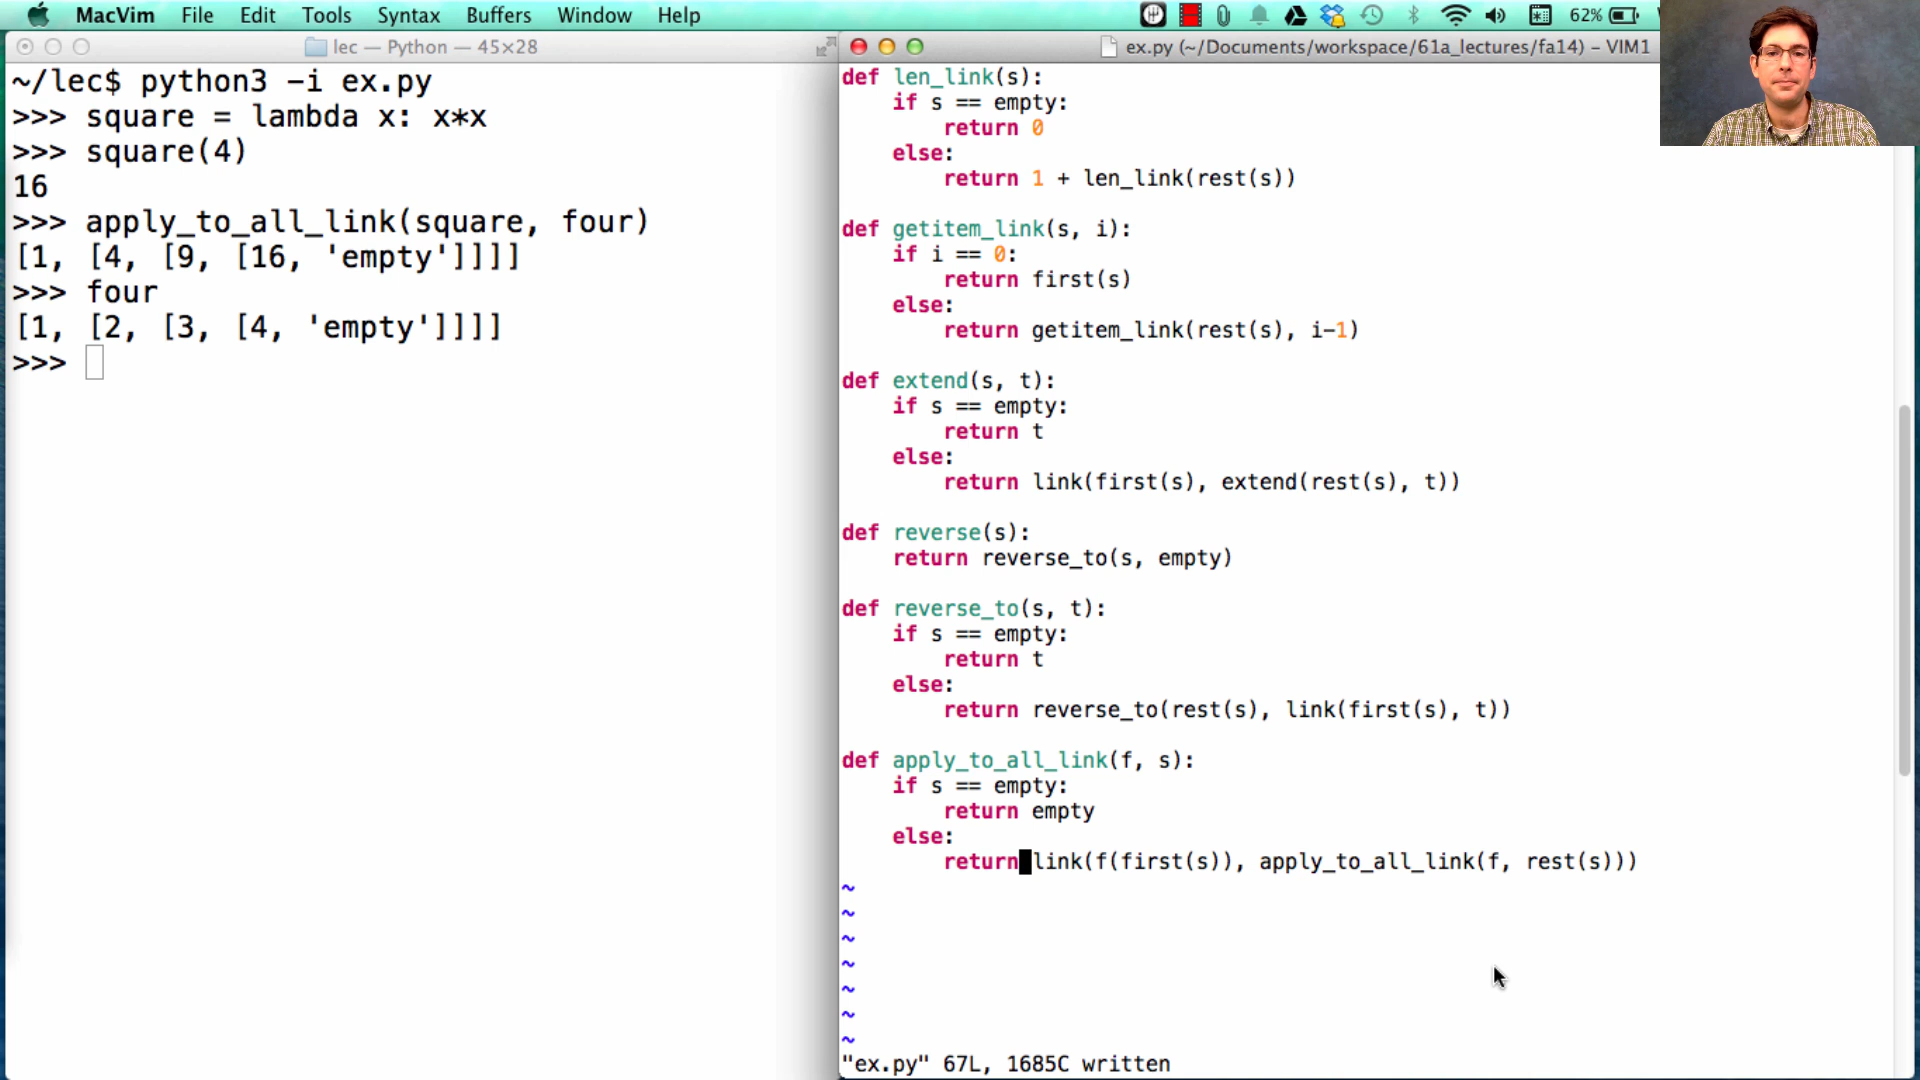 MacVim File Edit Tools Syntax Buffers Window Help 62%
lec — Python — 45×28
~/lec$ python3 -i ex.py
>>> square = lambda x: x*x
>>> square(4)
16
>>> apply_to_all_link(square, four)
[1, [4, [9, [16, 'empty']]]]
>>> four
[1, [2, [3, [4, 'empty']]]]
>>>
ex.py (~/Documents/workspace/61a_lectures/fa14) – VIM1
def len_link(s):
    if s == empty:
        return 0
    else:
        return 1 + len_link(rest(s))

def getitem_link(s, i):
    if i == 0:
        return first(s)
    else:
        return getitem_link(rest(s), i-1)

def extend(s, t):
    if s == empty:
        return t
    else:
        return link(first(s), extend(rest(s), t))

def reverse(s):
    return reverse_to(s, empty)

def reverse_to(s, t):
    if s == empty:
        return t
    else:
        return reverse_to(rest(s), link(first(s), t))

def apply_to_all_link(f, s):
    if s == empty:
        return empty
    else:
        return link(f(first(s)), apply_to_all_link(f, rest(s)))
~
~
~
~
~
~
~
"ex.py" 67L, 1685C written